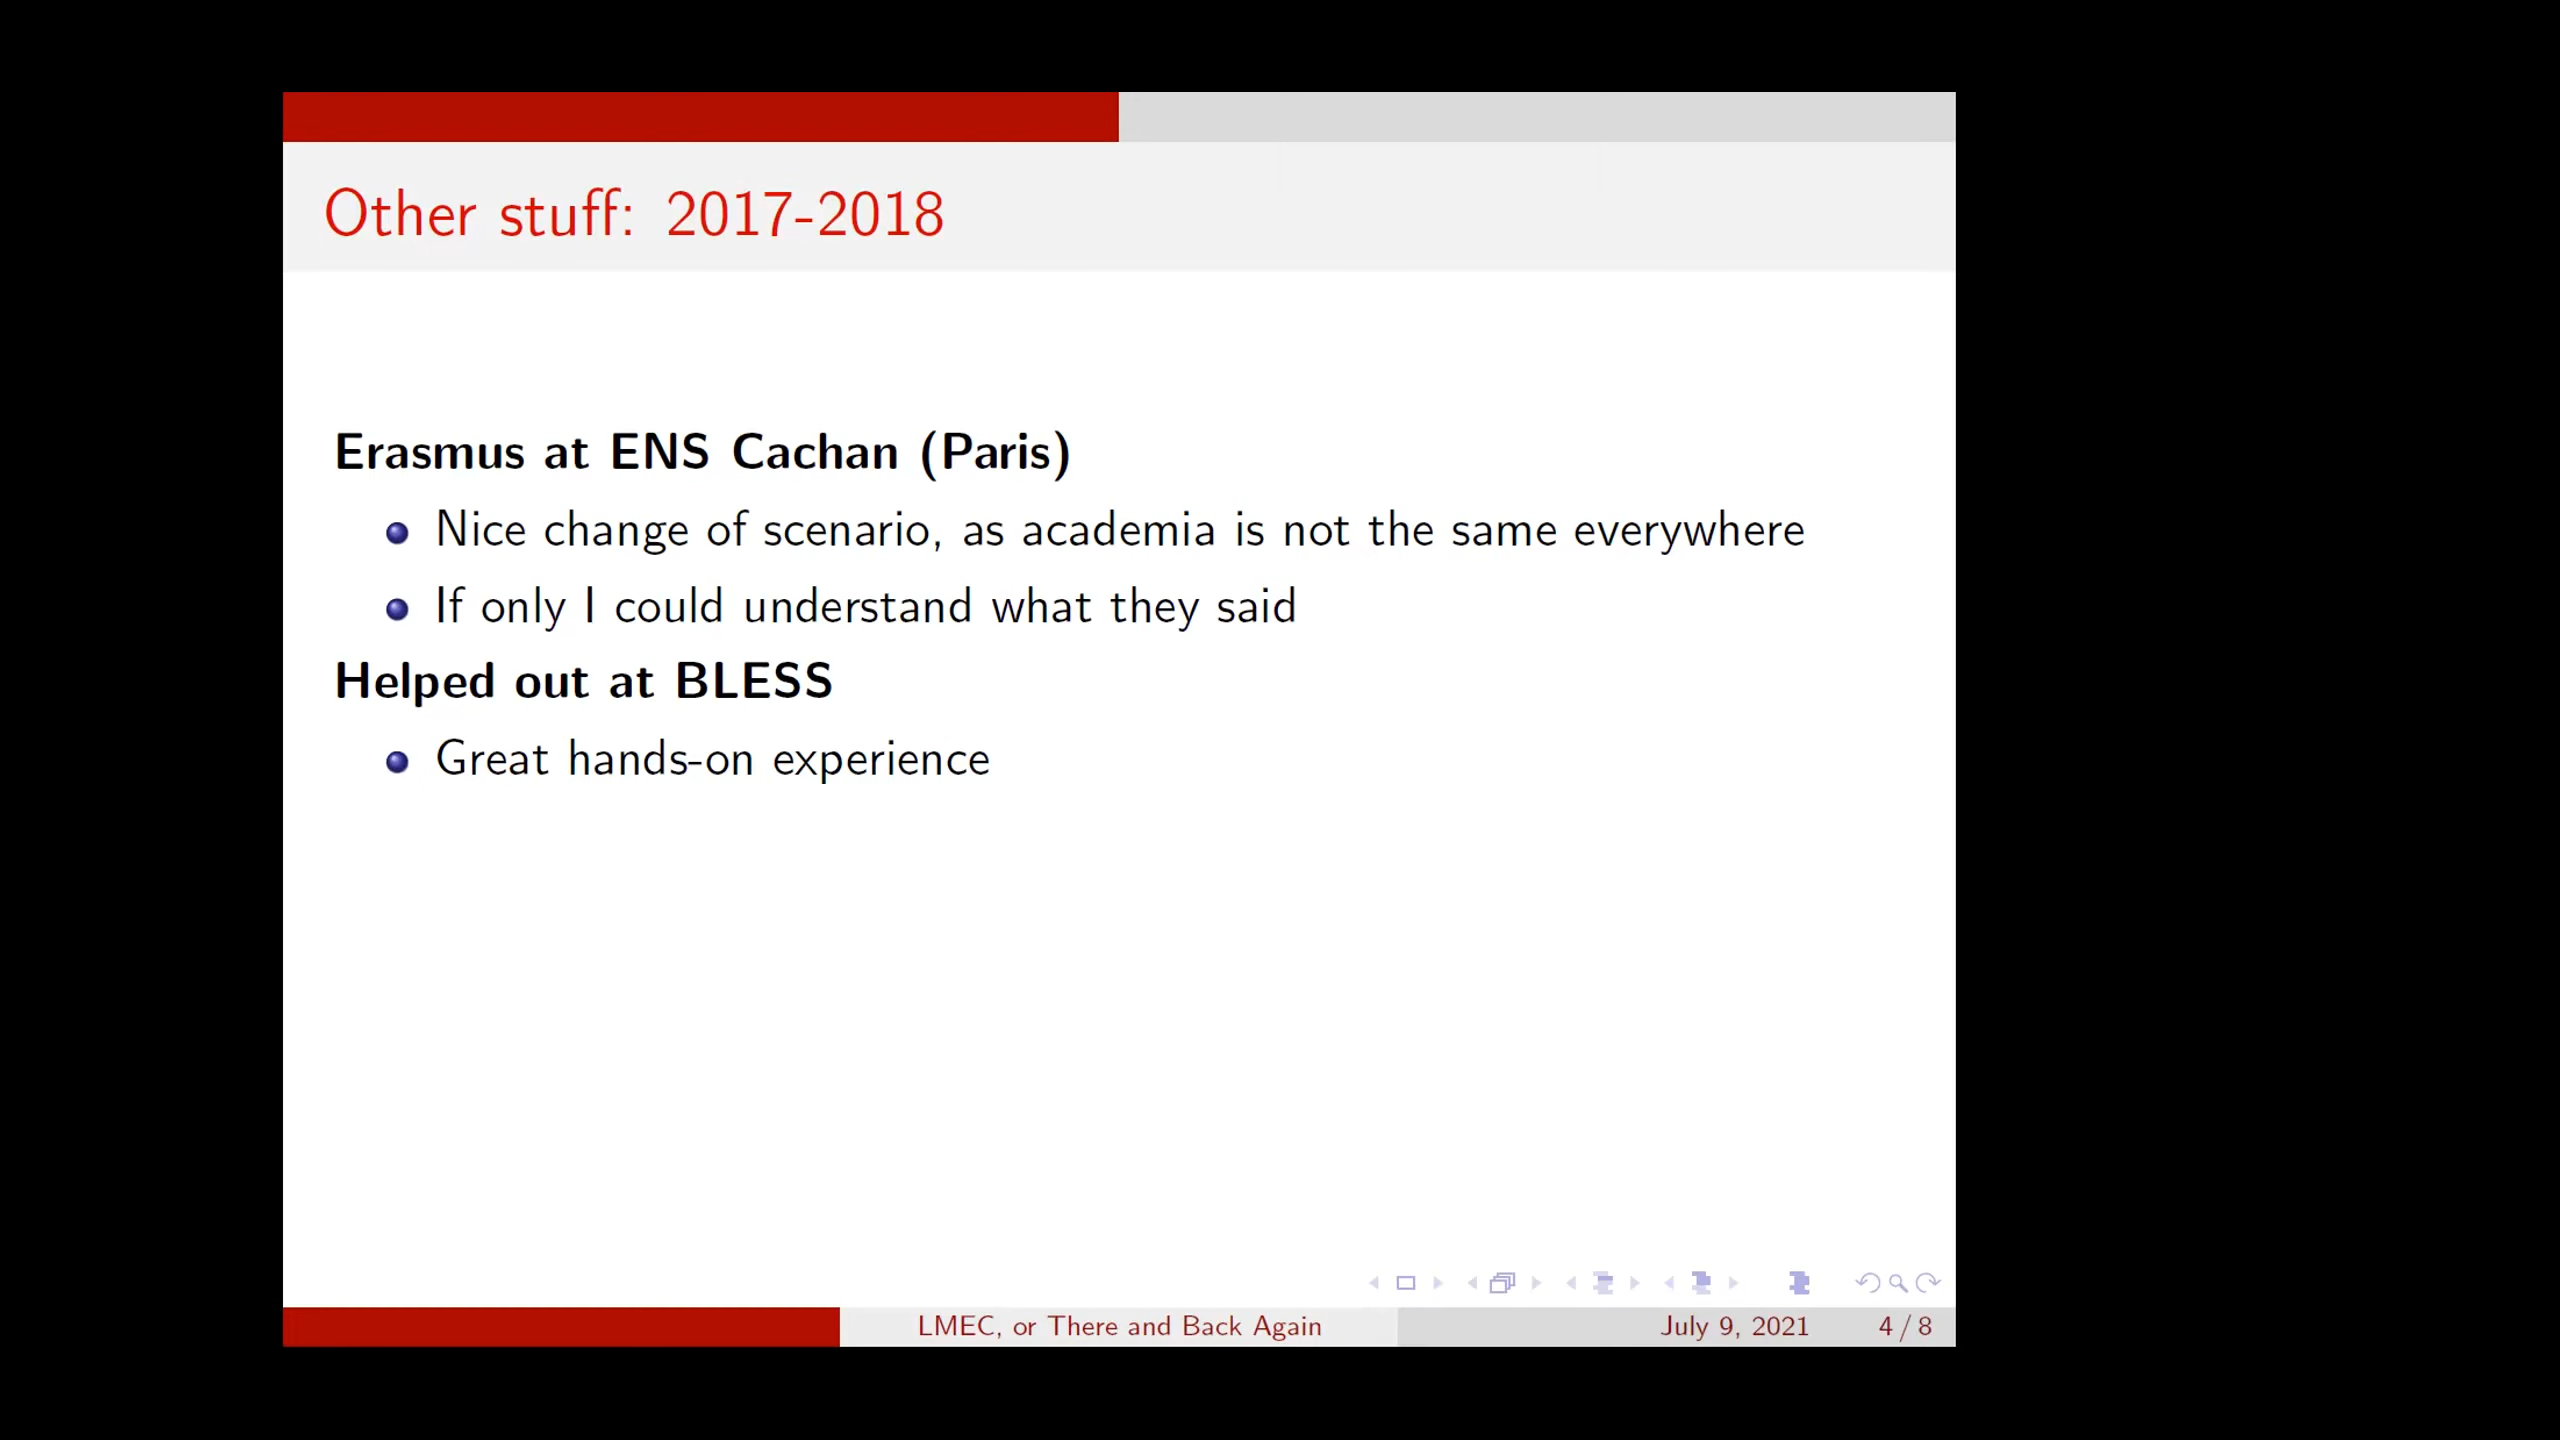 Other stuff: 2017-2018
Erasmus at ENS Cachan (Paris)
Nice change of scenario, as academia is not the same everywhere
If only I could understand what they said
Helped out at BLESS
Great hands-on experience
LMEC, or There and Back Again
July 9, 2021
4 / 8